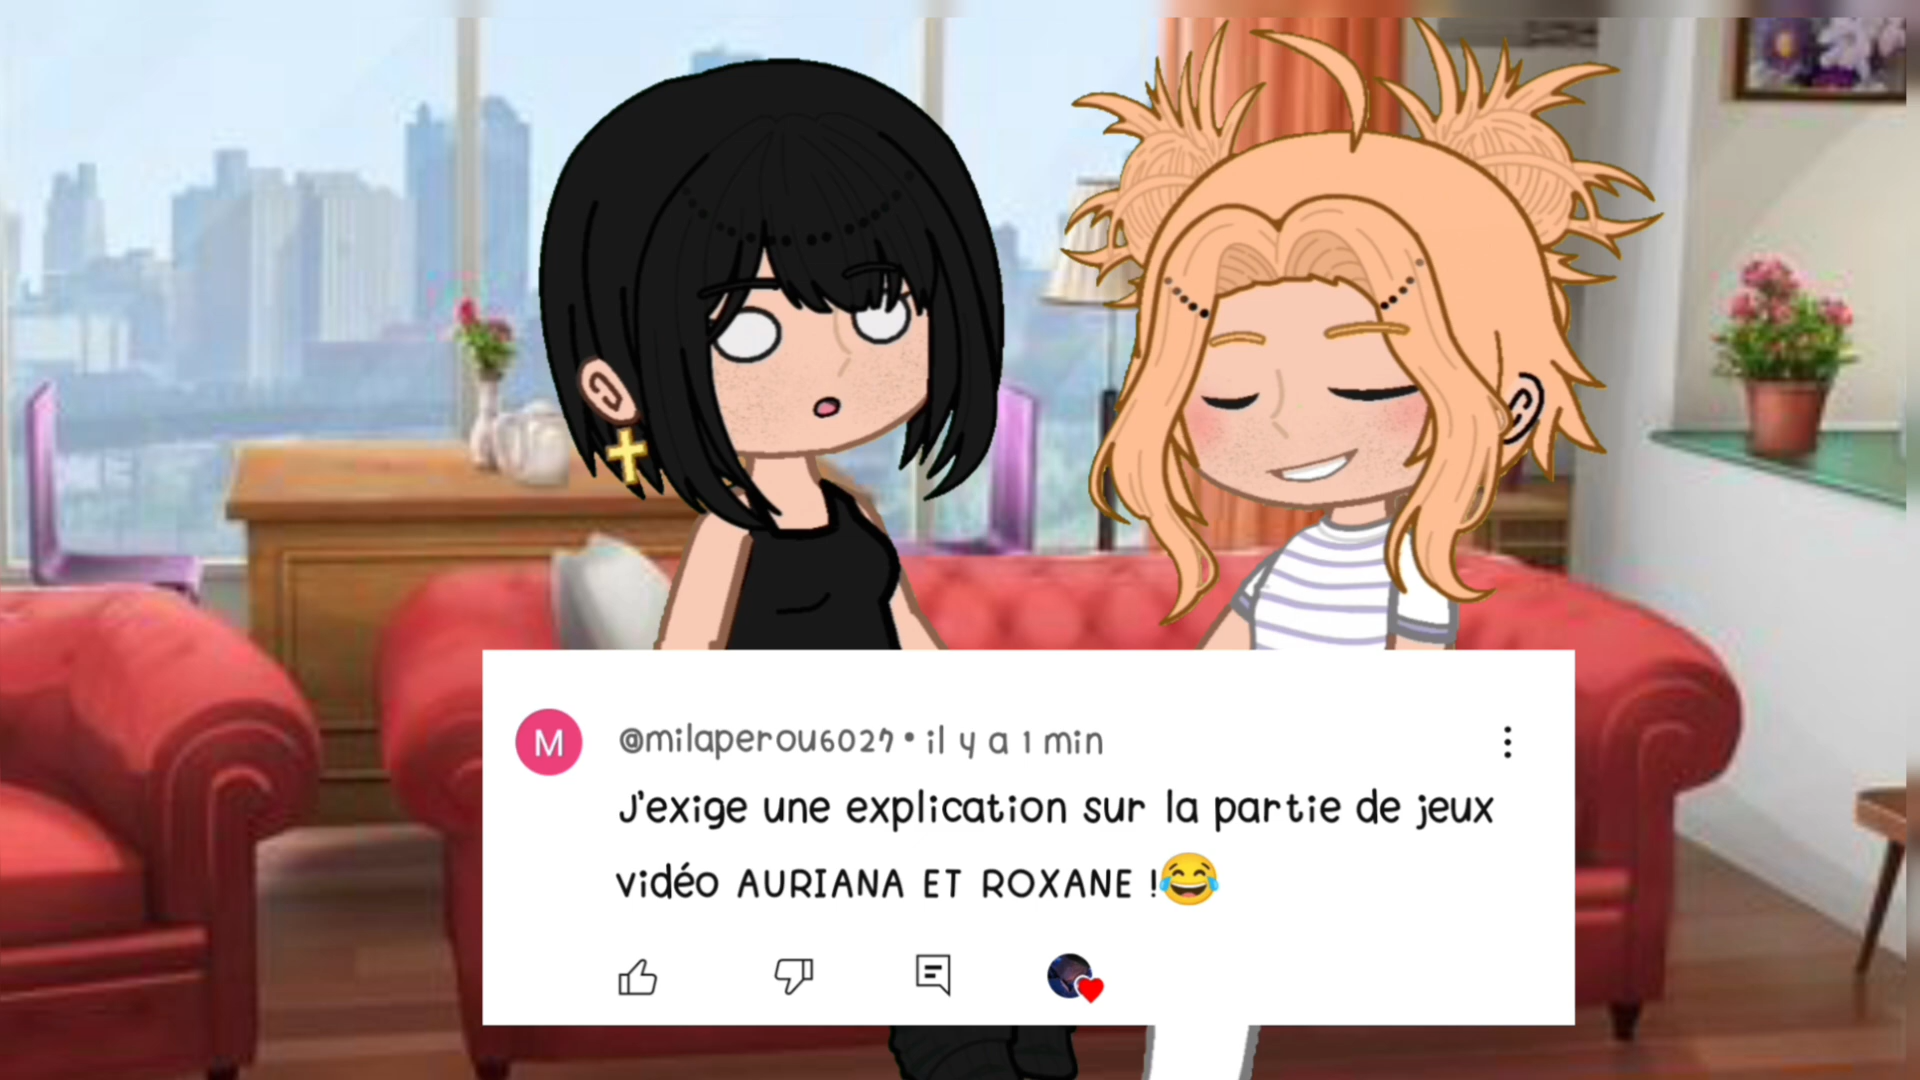 M
@milaperou6027 • il y a 1 min
J'exige une explication sur la partie de jeux
vidéo AURIANA ET ROXANE !😂